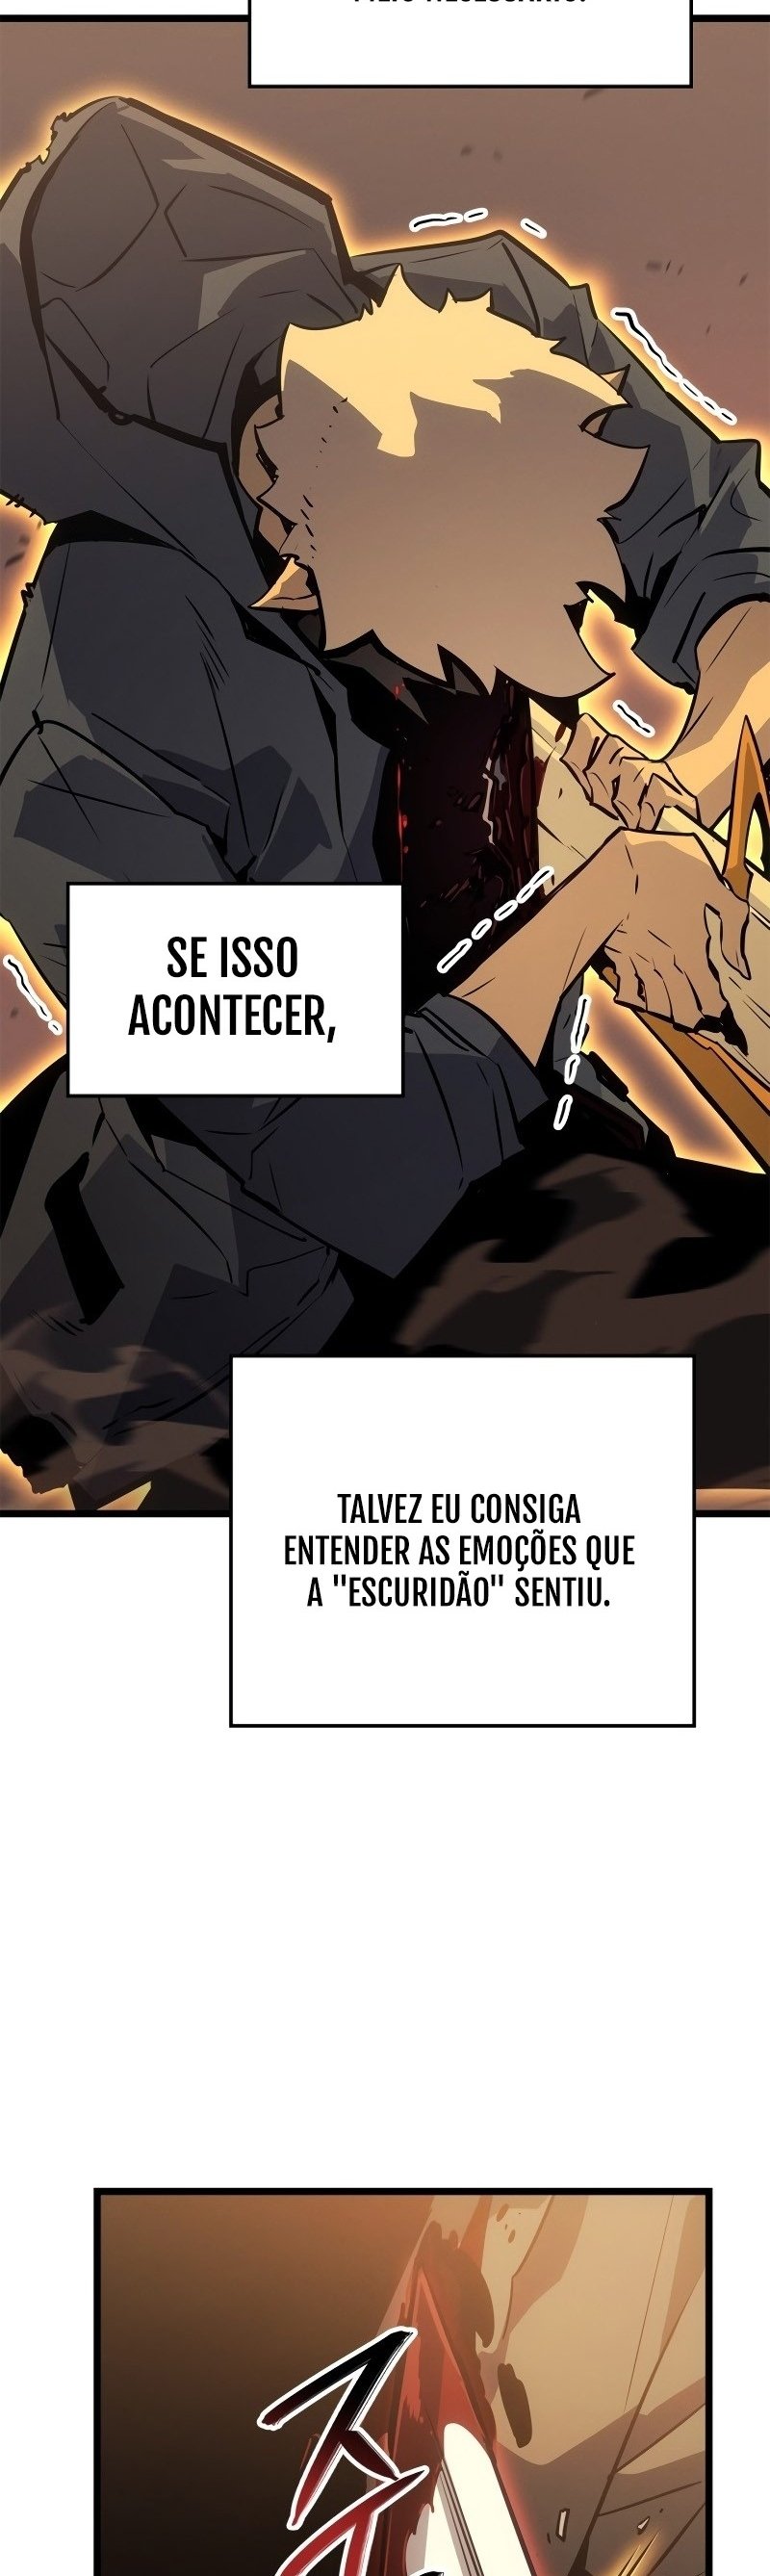 SE ISSO
ACONTECER,
TALVEZ EU CONSIGA
ENTENDER AS EMOÇÕES QUE
A "ESCURIDÃO" SENTIU.